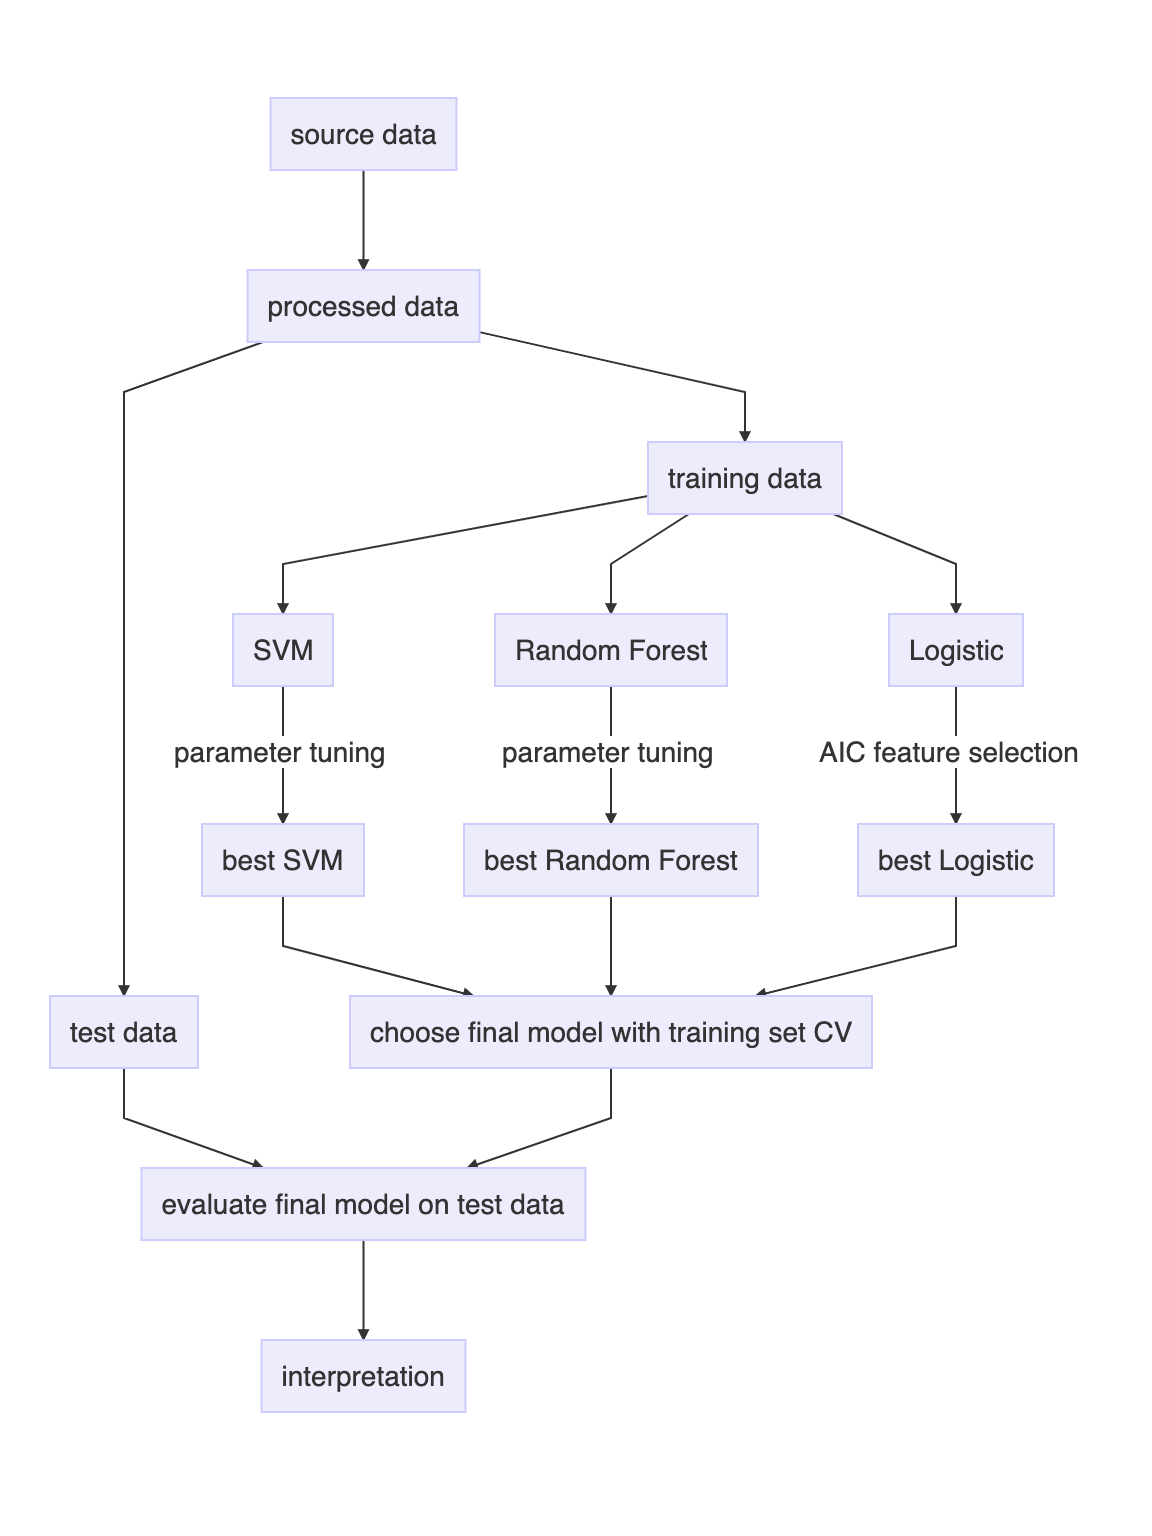 source data
processed data
training data
SVM
Random Forest
Logistic
parameter tuning
parameter tuning
AIC feature selection
best SVM
best Random Forest
best Logistic
test data
choose final model with training set CV
evaluate final model on test data
interpretation